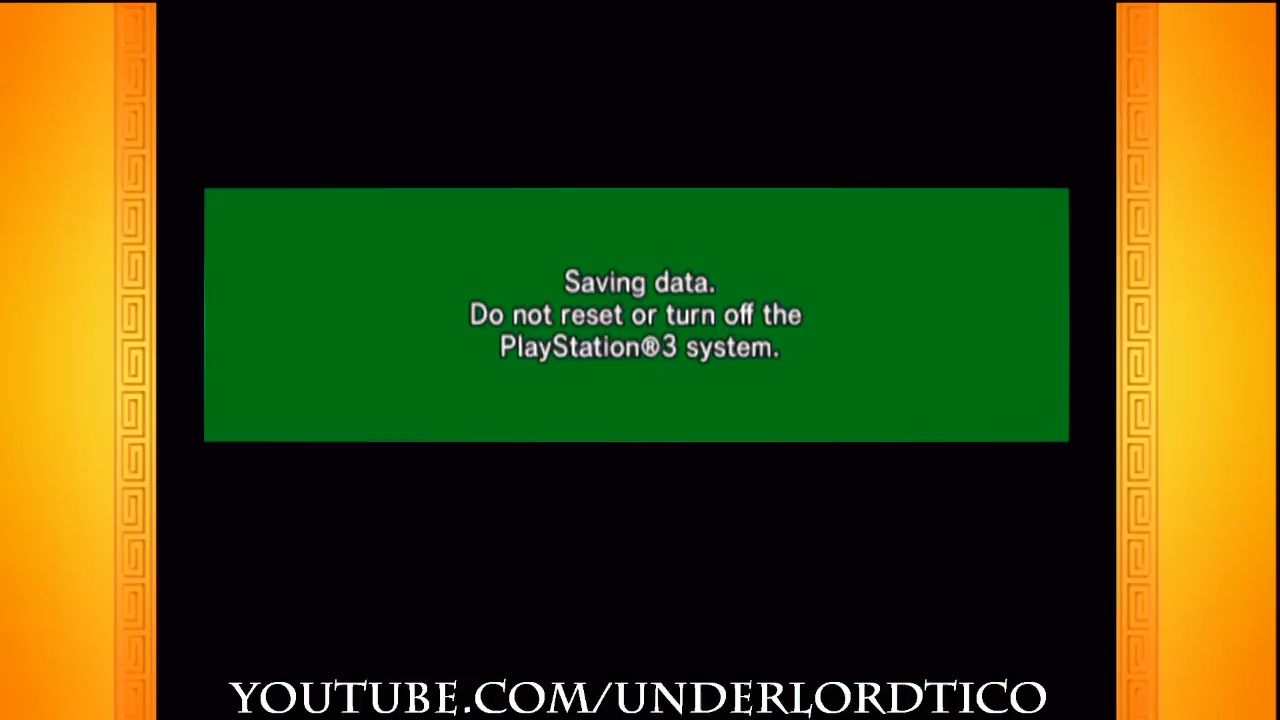 Saving data.
Do not reset or turn off the
PlayStation®3 system.
YOUTUBE.COM/UNDERLORDTICO